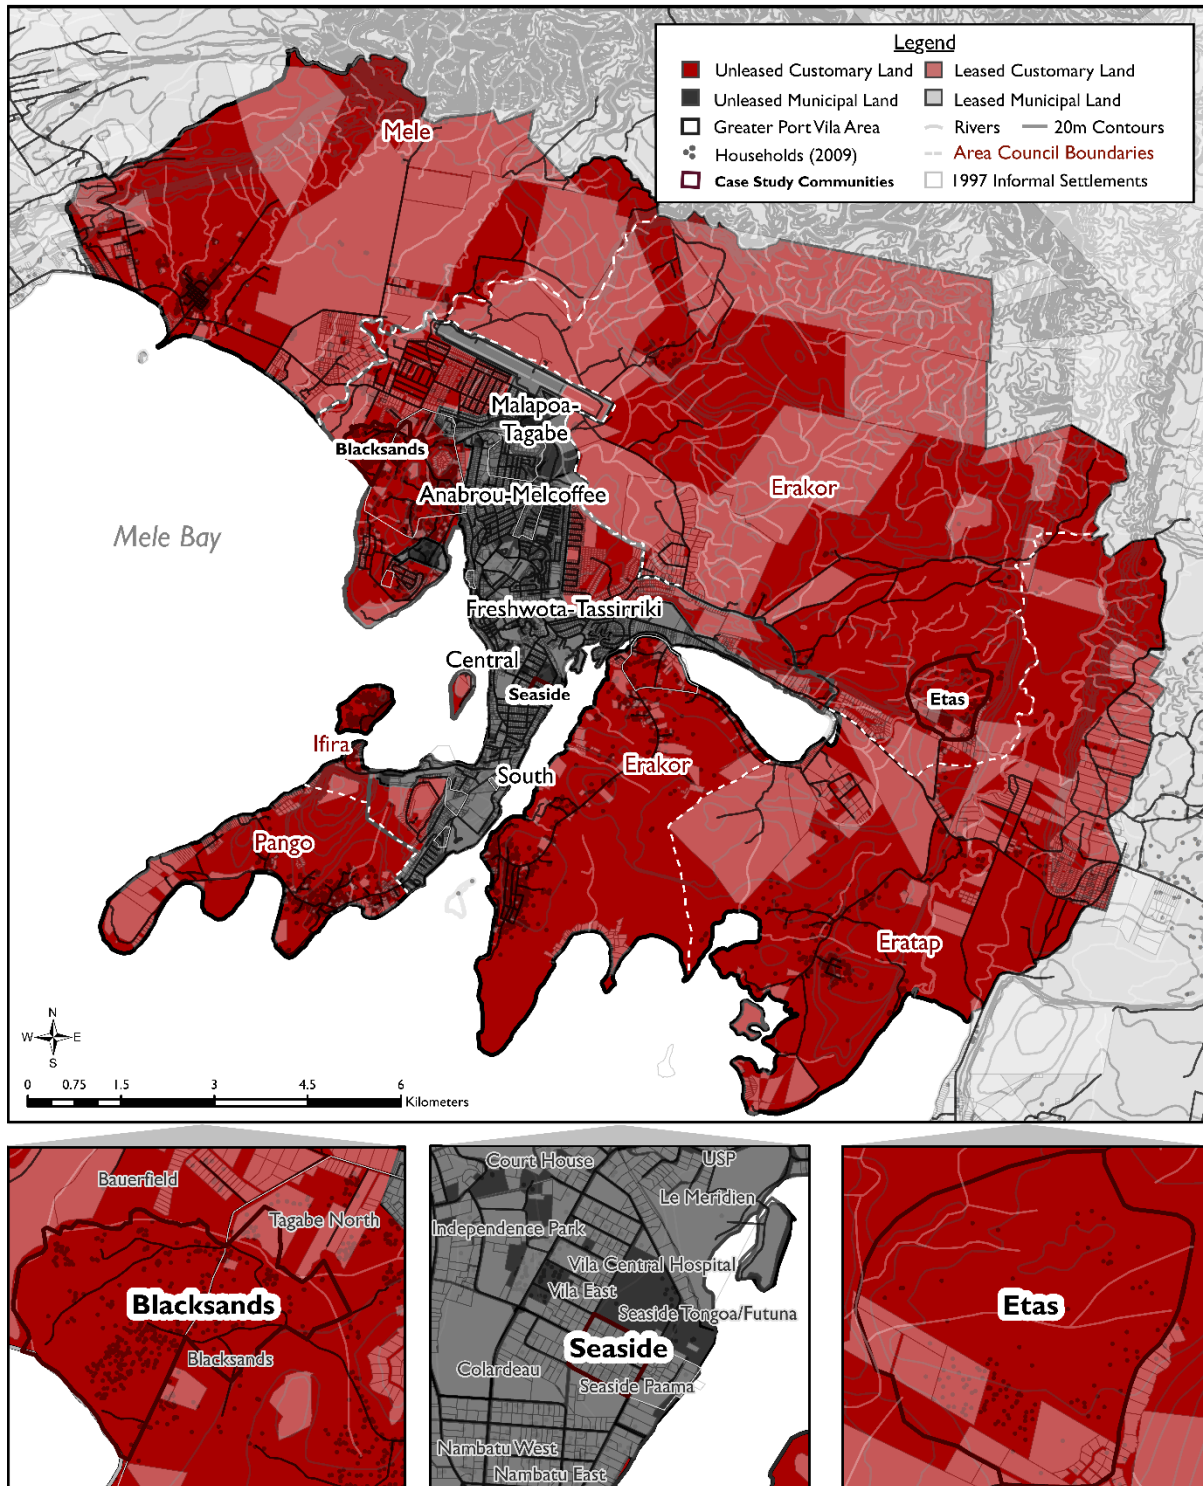 Legend
Unleased Customary Land
Leased Customary Land
Unleased Municipal Land
Leased Municipal Land
Greater Port Vila Area
Rivers
20m Contours
Households (2009)
Area Council Boundaries
Case Study Communities
1997 Informal Settlements
Mele
Malapoa-
Tagabe
Blacksands
Anabrou-Melcoffee
Erakor
Mele Bay
Freshwota-Tassirriki
Central
Seaside
Etas
Ifira
Erakor
South
Pango
Eratap
N
W
E
S
0 0.75 1.5 3 4.5 6
Kilometers
Bauerfield
Tagabe North
Blacksands
Blacksands
Court House
USP
Le Meridien
Independence Park
Vila Central Hospital
Vila East
Seaside Tongoa/Futuna
Seaside
Colardeau
Seaside Paama
Nambatu West
Nambatu East
Etas